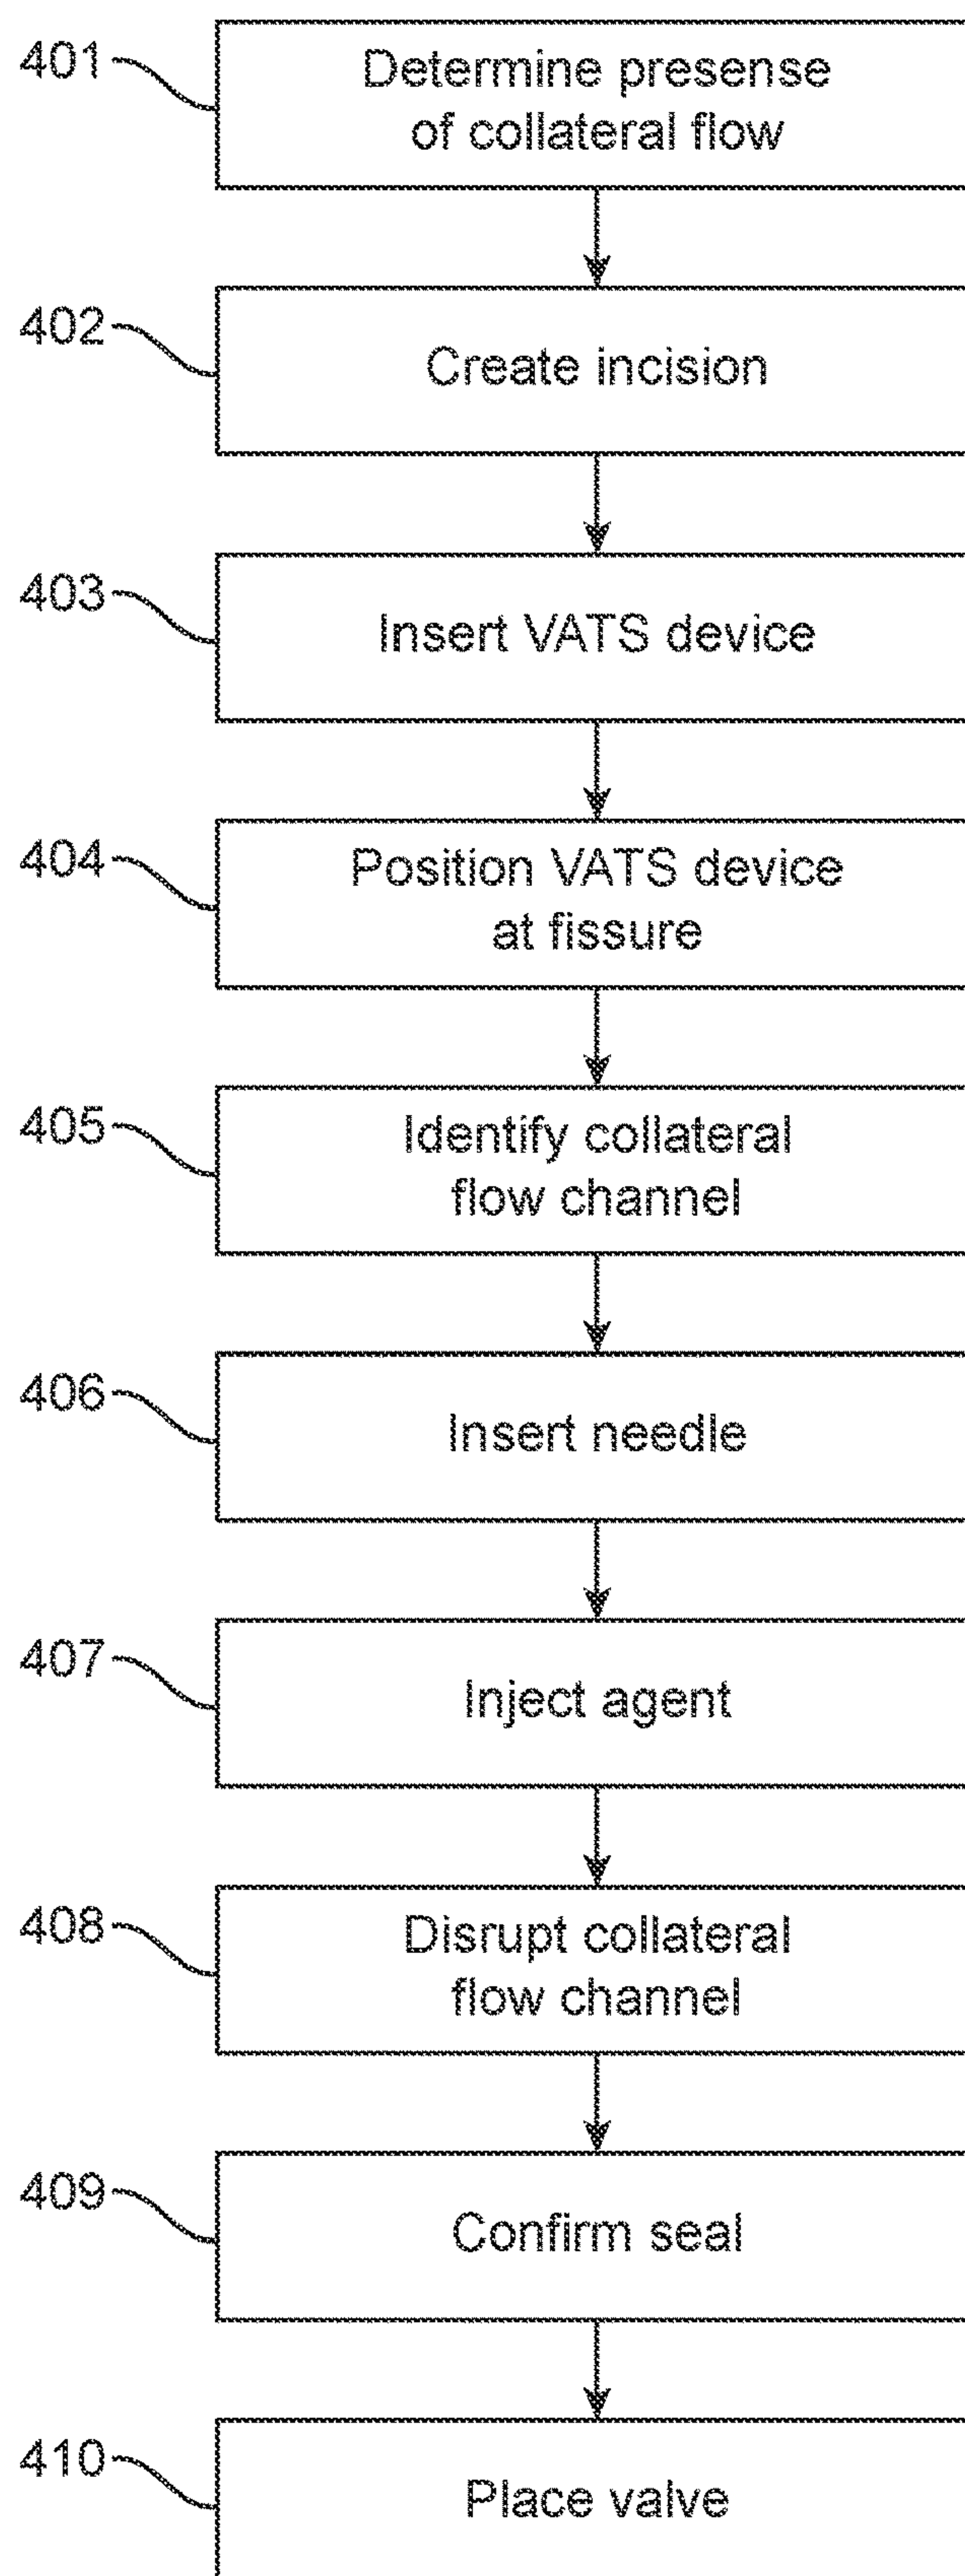 401
Determine presense
of collateral flow
402
Create incision
403
Insert VATS device
404
Position VATS device
at fissure
405
Identify collateral
flow channel
406
Insert needle
407
Inject agent
408
Disrupt collateral
flow channel
409
Confirm seal
410
Place valve